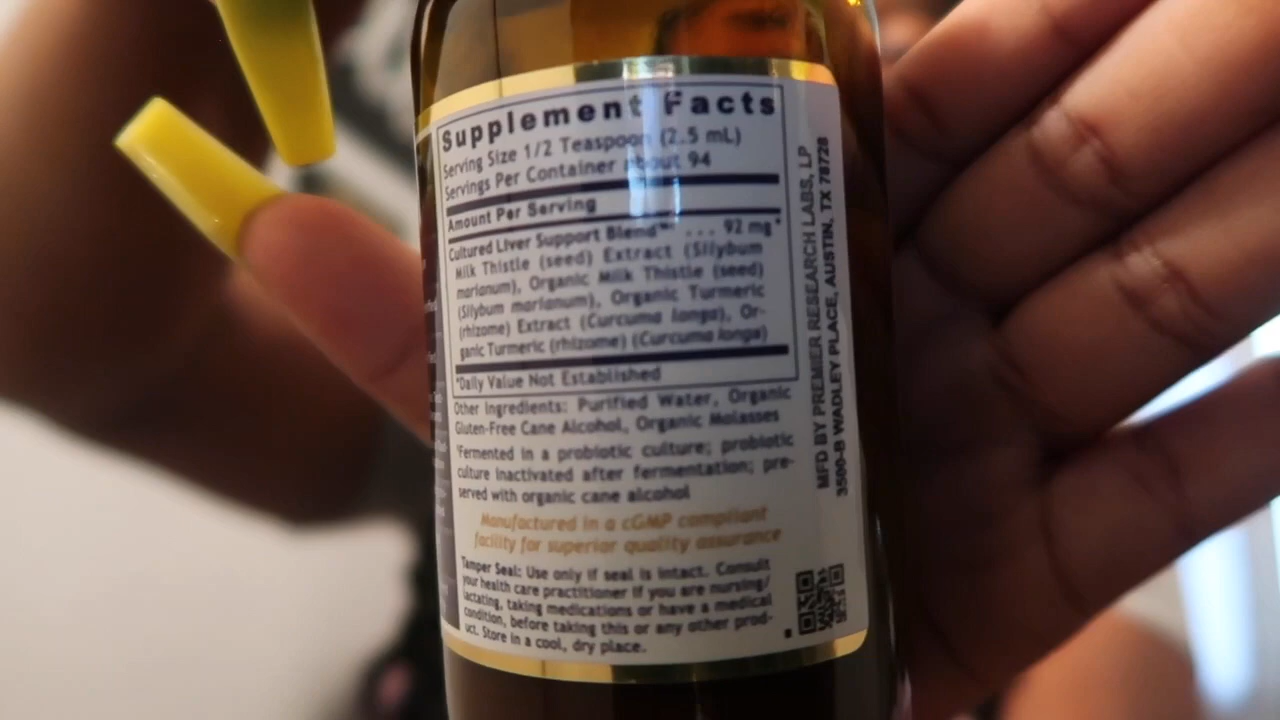 Supplement Facts
Serving Size 1/2 Teaspoon (2.5 mL)
Servings Per Container About 94
Amount Per Serving
Cultured Liver Support Blend™ ... 92 mg*
Milk Thistle (seed) Extract (Silybum
marianum), Organic Milk Thistle (seed)
(Silybum marianum), Organic Turmeric
(rhizome) Extract (Curcuma longa), Or-
ganic Turmeric (rhizome) (Curcuma longa)
*Daily Value Not Established
Other Ingredients: Purified Water, Organic
Gluten-Free Cane Alcohol, Organic Molasses
†Fermented in a probiotic culture; probiotic
culture inactivated after fermentation; pre-
served with organic cane alcohol
Manufactured in a cGMP compliant
facility for superior quality assurance
Tamper Seal: Use only if seal is intact. Consult
your health care practitioner if you are nursing/
lactating, taking medications or have a medical
condition, before taking this or any other prod-
uct. Store in a cool, dry place.
MFD BY PREMIER RESEARCH LABS, LP
3500-B WADLEY PLACE, AUSTIN, TX 78728